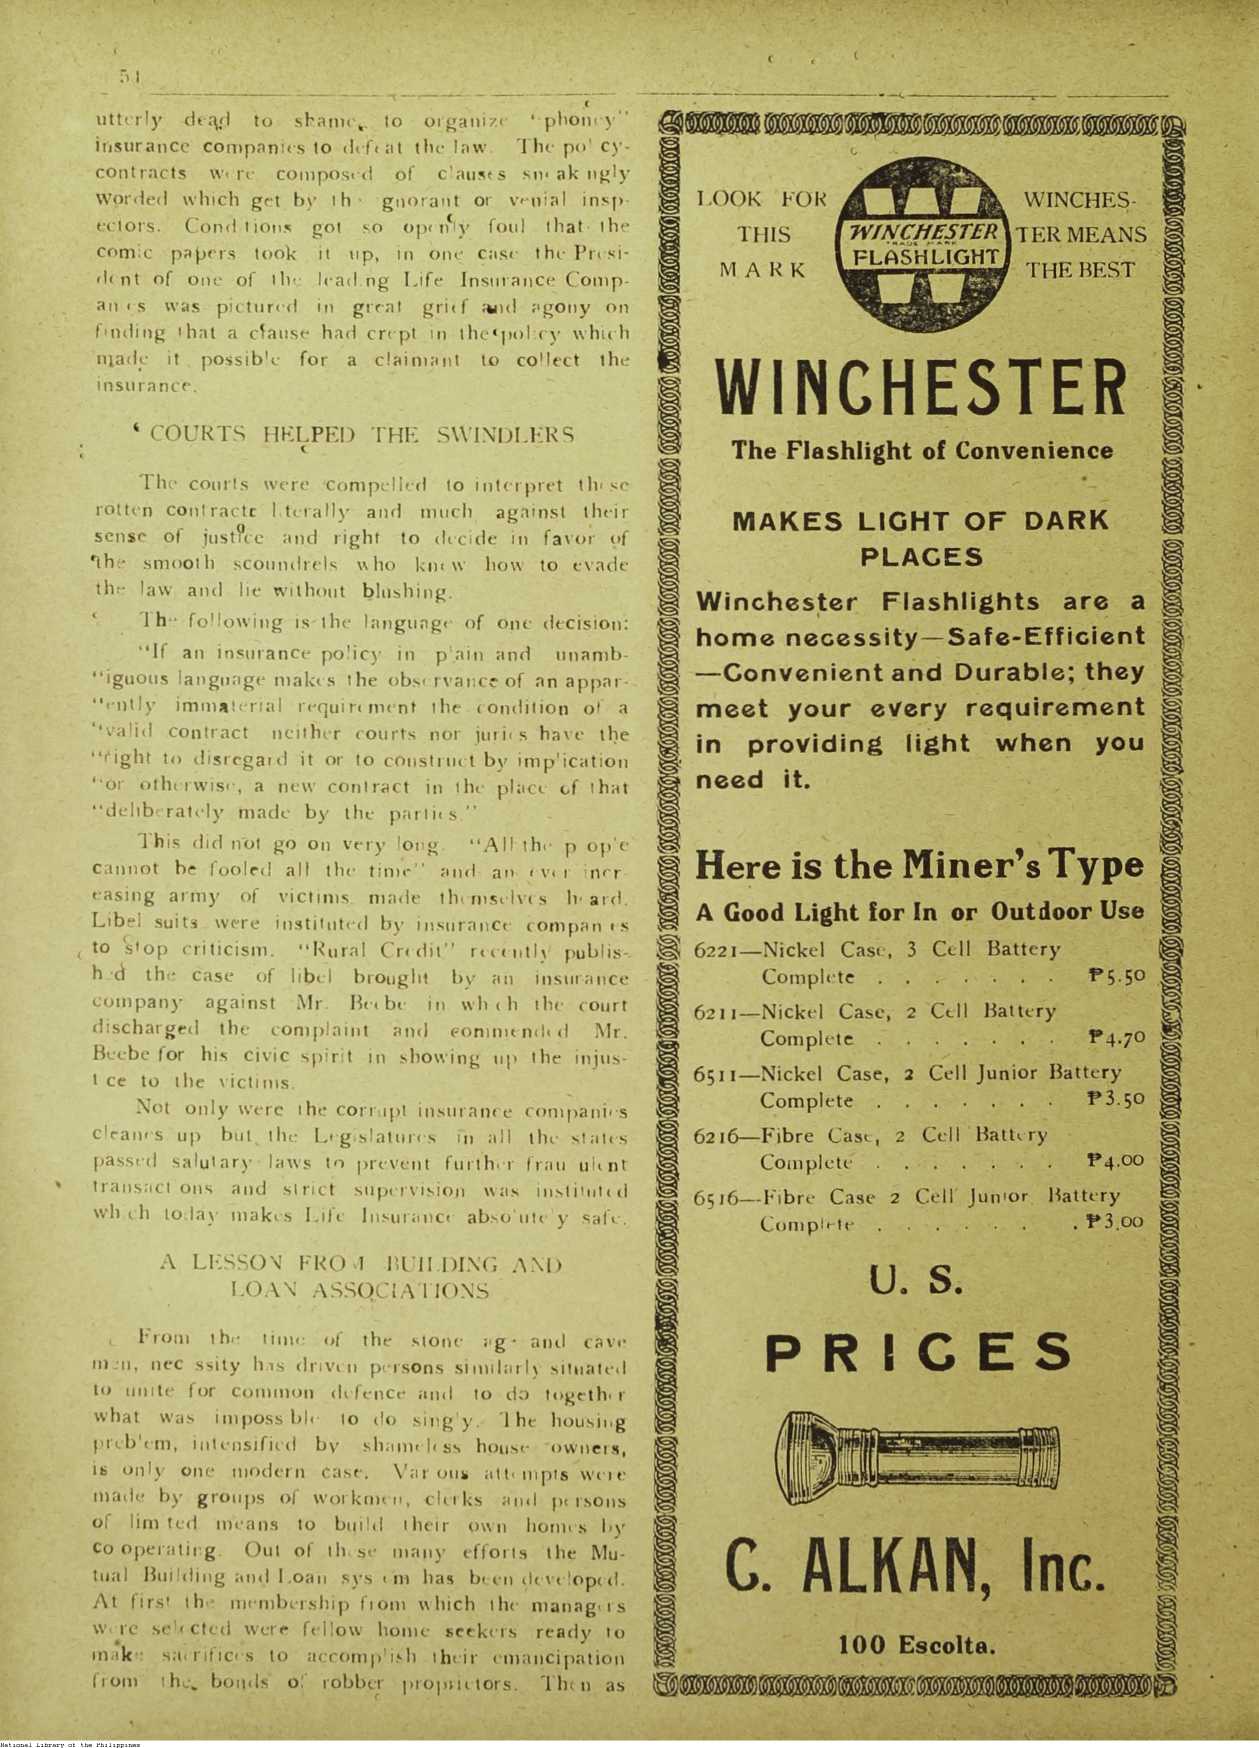 51
utterly dead to shame, to organize "phoney"
insurance companies to defeat the law. The policy-
contracts were composed of clauses sneakingly
worded which get by the ignorant or venial insp-
ectors. Conditions got so openly foul that the
comic papers took it up, in one case the Presi-
dent of one of the leading Life Insurance Comp-
anies was pictured in great grief and agony on
finding that a clause had crept in the policy which
made it possible for a claimant to collect the
insurance.
COURTS HELPED THE SWINDLERS
The courts were compelled to interpret these
rotten contracts literally and much against their
sense of justice and right to decide in favor of
the smooth scoundrels who knew how to evade
the law and lie without blushing.
The following is the language of one decision:
"If an insurance policy in plain and unamb-
"iguous language makes the observance of an appar-
"ently immaterial requirement the condition of a
"valid contract neither courts nor juries have the
"right to disregard it or to construct by implication
"or otherwise, a new contract in the place of that
"deliberately made by the parties."
This did not go on very long. "All the people
cannot be fooled all the time" and an ever incr
easing army of victims made themselves heard.
Libel suits were instituted by insurance companies
to stop criticism. "Rural Credit" recently publis-
hed the case of libel brought by an insurance
company against Mr. Beebe in which the court
discharged the complaint and commended Mr.
Beebe for his civic spirit in showing up the injus-
tice to the victims.
Not only were the corrupt insurance companies
cleanes up but the Legislatures in all the states
passed salutary laws to prevent further fraudulent
transactions and strict supervision was instituted
which today makes Life Insurance absolutely safe.
A LESSON FROM BUILDING AND
LOAN ASSOCIATIONS
From the time of the stone age and cave
men, necessity has driven persons similarly situated
to unite for common defence and to do together
what was impossible to do singly. The housing
problem, intensified by shameless house owners,
is only one modern case. Various attempts were
made by groups of workmen, clerks and persons
of limited means to build their own homes by
cooperating. Out of these many efforts the Mu-
tual Building and Loan system has been developed.
At first the membership from which the managers
were selected were fellow home seekers ready to
make sacrifices to accomplish their emancipation
from the bonds of robber proprietors. Then as
LOOK FOR
THIS
MARK
WINCHESTER
TRADE MARK
FLASHLIGHT
WINCHES-
TER MEANS
THE BEST
WINCHESTER
The Flashlight of Convenience
MAKES LIGHT OF DARK
PLACES
Winchester Flashlights are a
home necessity—Safe-Efficient
—Convenient and Durable; they
meet your every requirement
in providing light when you
need it.
Here is the Miner's Type
A Good Light for In or Outdoor Use
6221—Nickel Case, 3 Cell Battery
Complete . . . . . . . ₱5.50
6211—Nickel Case, 2 Cell Battery
Complete . . . . . . . ₱4.70
6511—Nickel Case, 2 Cell Junior Battery
Complete . . . . . . . ₱3.50
6216—Fibre Case, 2 Cell Battery
Complete . . . . . . . ₱4.00
6516—Fibre Case 2 Cell Junior Battery
Complete . . . . . . . ₱3.00
U. S.
PRICES
C. ALKAN, Inc.
100 Escolta.
National Library of the Philippines